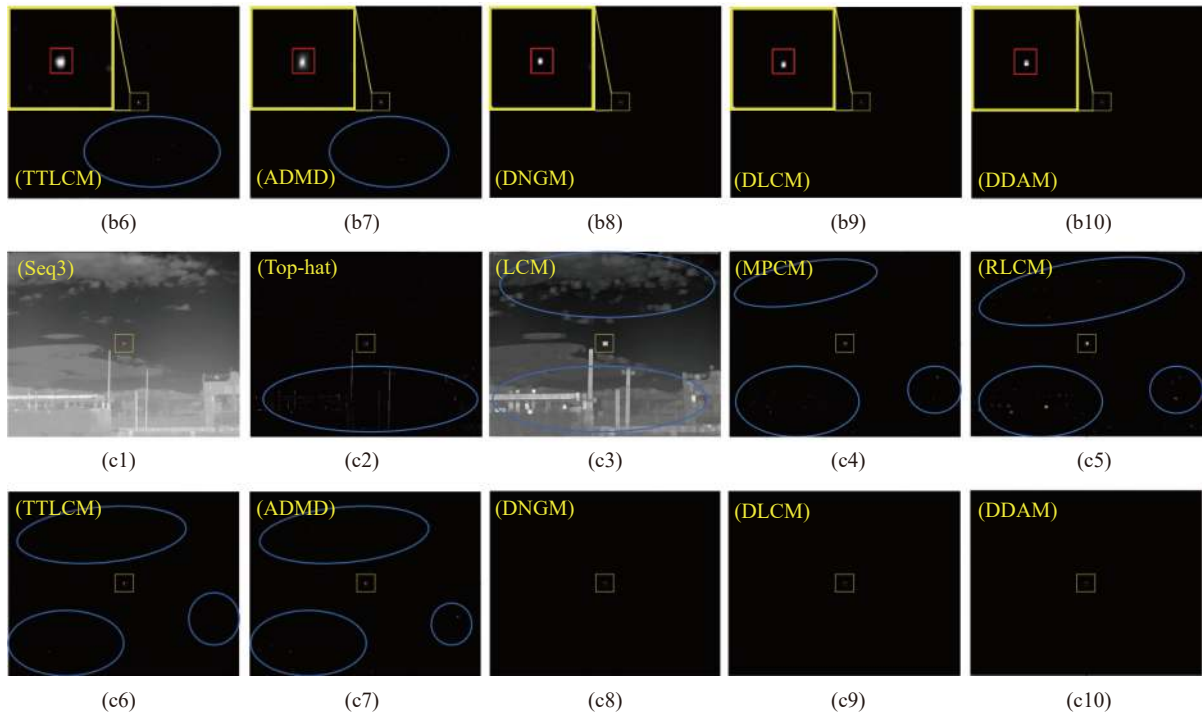 (TTLCM) (ADMD) (DNGM) (DLCM) (DDAM)
(b6) (b7) (b8) (b9) (b10)
(Seq3) (Top-hat) (LCM) (MPCM) (RLCM)
(c1) (c2) (c3) (c4) (c5)
(TTLCM) (ADMD) (DNGM) (DLCM) (DDAM)
(c6) (c7) (c8) (c9) (c10)